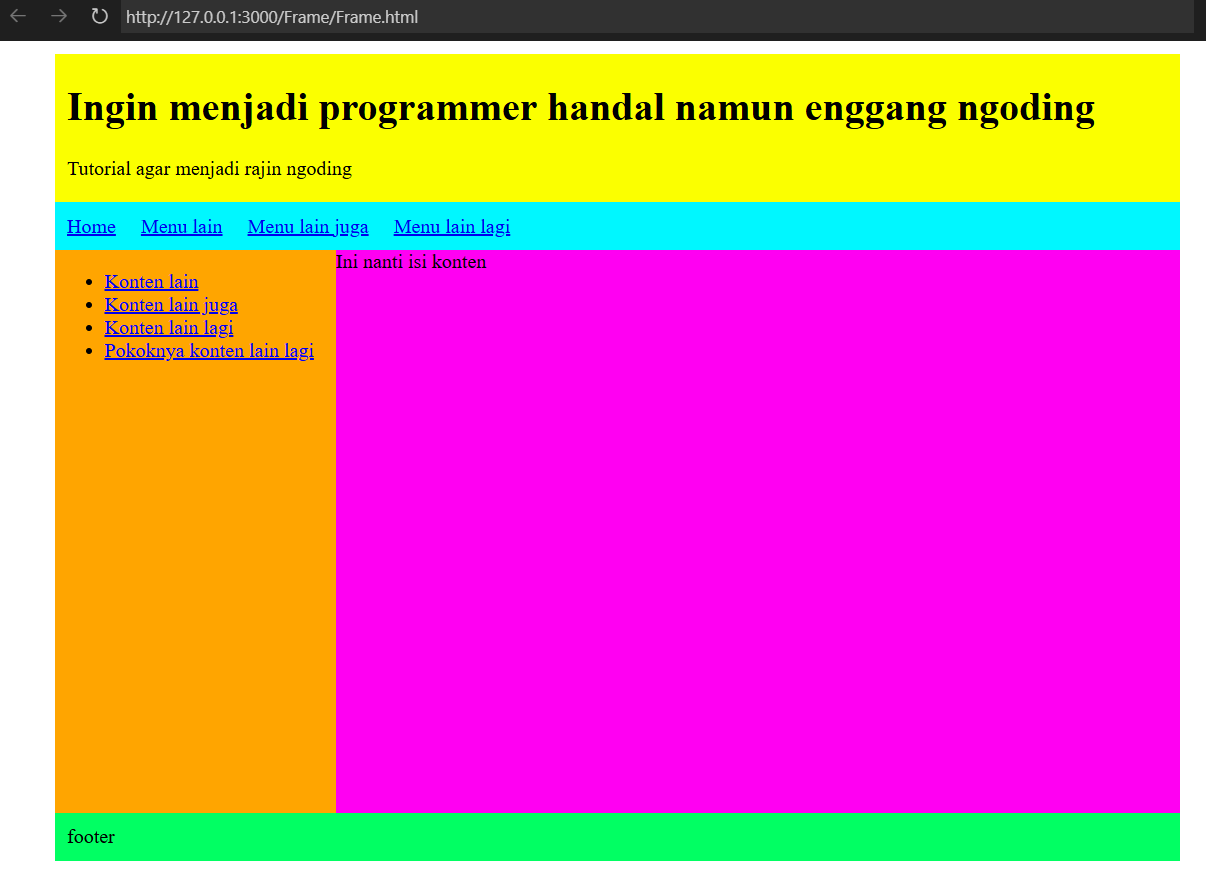 http://127.0.0.1:3000/Frame/Frame.html
Ingin menjadi programmer handal namun enggang ngoding
Tutorial agar menjadi rajin ngoding
Home Menu lain Menu lain juga Menu lain lagi
Konten lain
Konten lain juga
Konten lain lagi
Pokoknya konten lain lagi
Ini nanti isi konten
footer